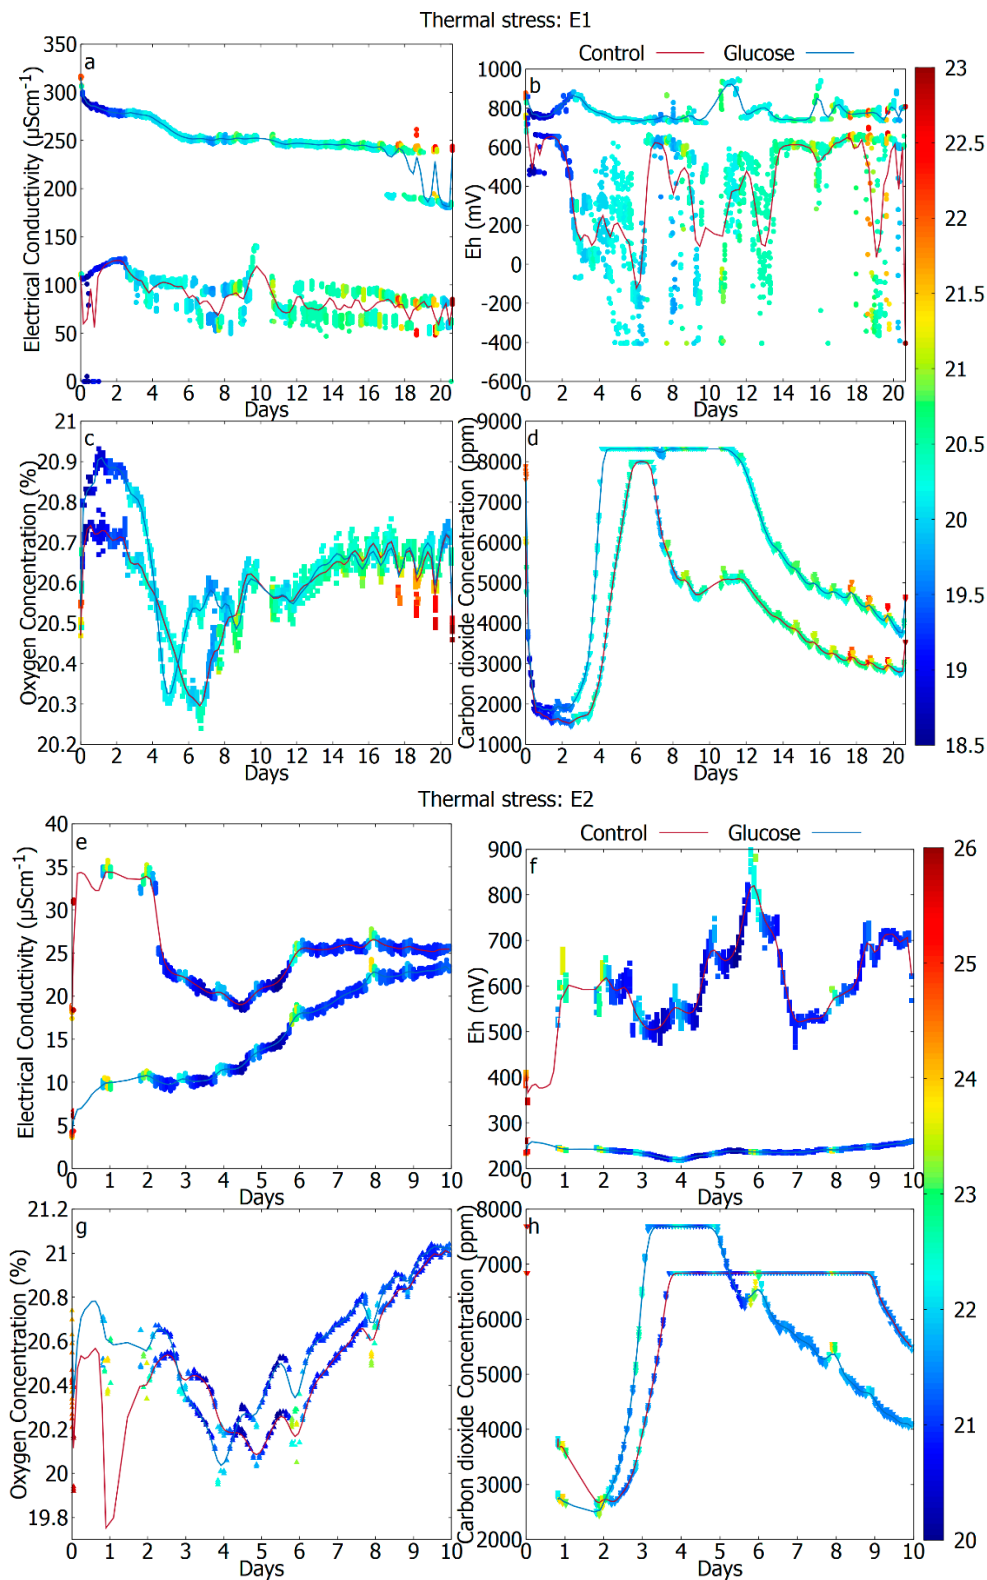 Thermal stress: E1
Control
Glucose
a
350
300
250
200
150
100
50
0
Electrical Conductivity (µScm⁻¹)
0 2 4 6 8 10 12 14 16 18 20
Days
b
1000
800
600
400
200
0
-200
-400
-600
Eh (mV)
0 2 4 6 8 10 12 14 16 18 20
Days
23
22.5
22
21.5
21
20.5
20
19.5
19
18.5
c
21
20.9
20.8
20.7
20.6
20.5
20.4
20.3
20.2
Oxygen Concentration (%)
0 2 4 6 8 10 12 14 16 18 20
Days
d
9000
8000
7000
6000
5000
4000
3000
2000
1000
Carbon dioxide Concentration (ppm)
0 2 4 6 8 10 12 14 16 18 20
Days
Thermal stress: E2
Control
Glucose
e
40
35
30
25
20
15
10
5
0
Electrical Conductivity (µScm⁻¹)
0 1 2 3 4 5 6 7 8 9 10
Days
f
900
800
700
600
500
400
300
200
Eh (mV)
0 1 2 3 4 5 6 7 8 9 10
Days
26
25
24
23
22
21
20
g
21.2
21
20.8
20.6
20.4
20.2
20
19.8
Oxygen Concentration (%)
0 1 2 3 4 5 6 7 8 9 10
Days
h
8000
7000
6000
5000
4000
3000
2000
Carbon dioxide Concentration (ppm)
0 1 2 3 4 5 6 7 8 9 10
Days